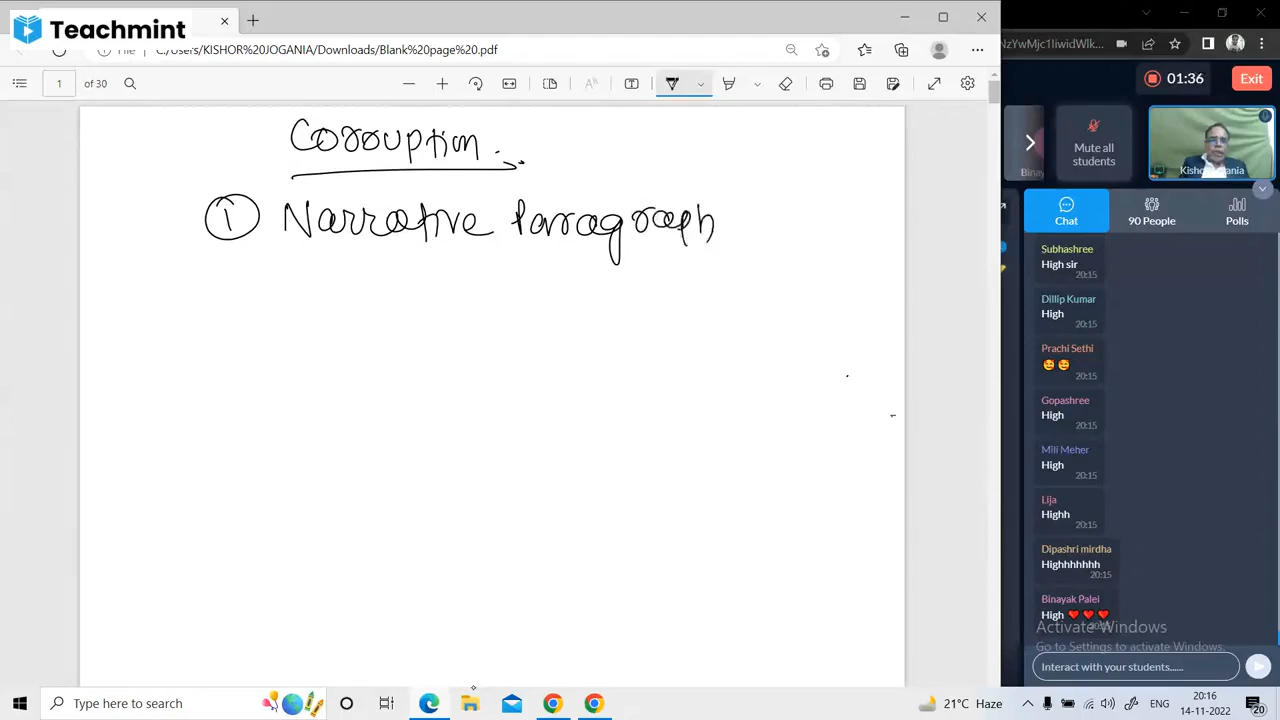 Teachmint
File C:/Users/KISHOR%20JOGANIA/Downloads/Blank%20page%20.pdf
1 of 30
Corruption.
① Narrative Paragraph
01:36
Exit
Mute all students
Chat
90 People
Polls
Subhashree
High sir
20:15
Dillip Kumar
High
20:15
Prachi Sethi
20:15
Gopashree
High
20:15
Mili Meher
High
20:15
Lija
Highh
20:15
Dipashri mirdha
Highhhhhh
20:15
Binayak Palei
High ❤ ❤ ❤
Activate Windows
Go to Settings to activate Windows.
Interact with your students......
Type here to search
21°C Haze
ENG
20:16
14-11-2022
20